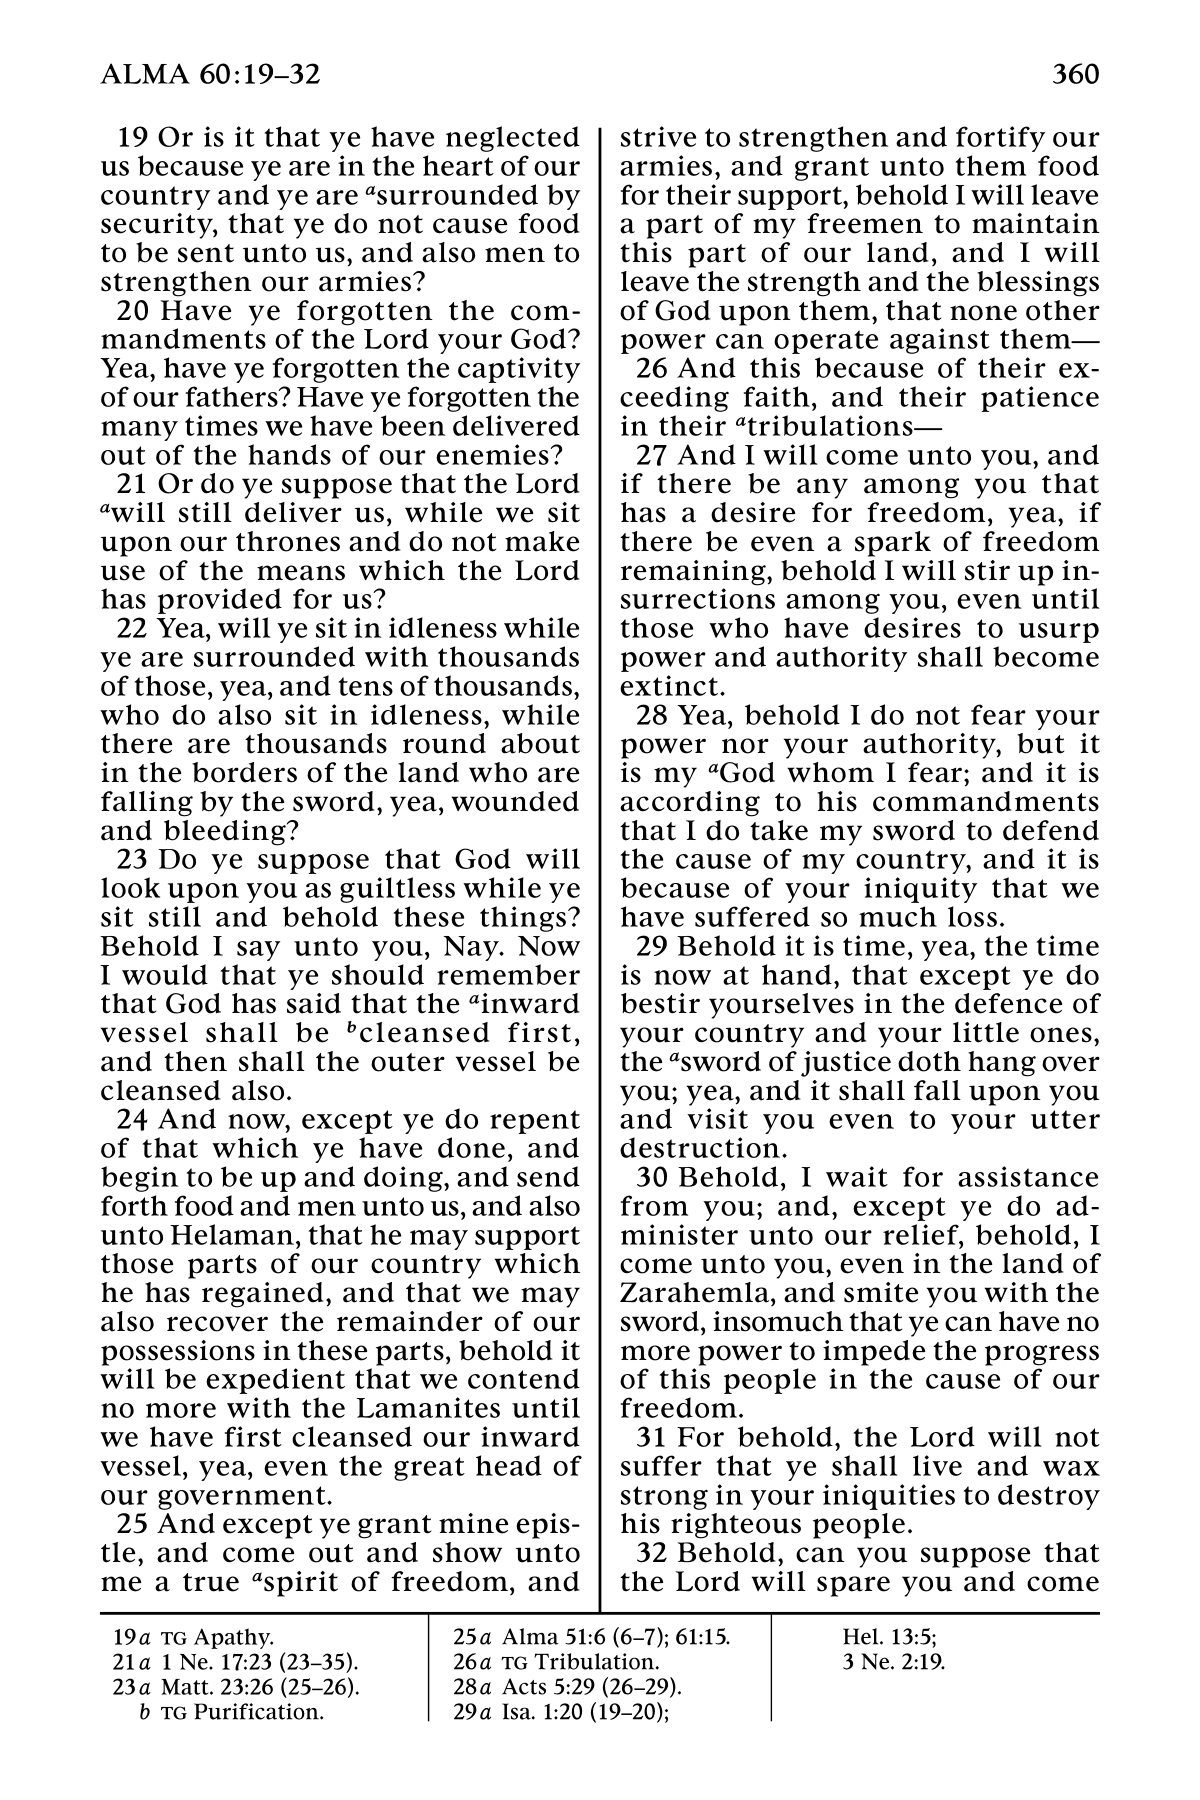 ALMA 60:19–32
360
19 Or is it that ye have neglected
us because ye are in the heart of our
country and ye are ᵃsurrounded by
security, that ye do not cause food
to be sent unto us, and also men to
strengthen our armies?
20 Have ye forgotten the com-
mandments of the Lord your God?
Yea, have ye forgotten the captivity
of our fathers? Have ye forgotten the
many times we have been delivered
out of the hands of our enemies?
21 Or do ye suppose that the Lord
ᵃwill still deliver us, while we sit
upon our thrones and do not make
use of the means which the Lord
has provided for us?
22 Yea, will ye sit in idleness while
ye are surrounded with thousands
of those, yea, and tens of thousands,
who do also sit in idleness, while
there are thousands round about
in the borders of the land who are
falling by the sword, yea, wounded
and bleeding?
23 Do ye suppose that God will
look upon you as guiltless while ye
sit still and behold these things?
Behold I say unto you, Nay. Now
I would that ye should remember
that God has said that the ᵃinward
vessel shall be ᵇcleansed first,
and then shall the outer vessel be
cleansed also.
24 And now, except ye do repent
of that which ye have done, and
begin to be up and doing, and send
forth food and men unto us, and also
unto Helaman, that he may support
those parts of our country which
he has regained, and that we may
also recover the remainder of our
possessions in these parts, behold it
will be expedient that we contend
no more with the Lamanites until
we have first cleansed our inward
vessel, yea, even the great head of
our government.
25 And except ye grant mine epis-
tle, and come out and show unto
me a true ᵃspirit of freedom, and
strive to strengthen and fortify our
armies, and grant unto them food
for their support, behold I will leave
a part of my freemen to maintain
this part of our land, and I will
leave the strength and the blessings
of God upon them, that none other
power can operate against them—
26 And this because of their ex-
ceeding faith, and their patience
in their ᵃtribulations—
27 And I will come unto you, and
if there be any among you that
has a desire for freedom, yea, if
there be even a spark of freedom
remaining, behold I will stir up in-
surrections among you, even until
those who have desires to usurp
power and authority shall become
extinct.
28 Yea, behold I do not fear your
power nor your authority, but it
is my ᵃGod whom I fear; and it is
according to his commandments
that I do take my sword to defend
the cause of my country, and it is
because of your iniquity that we
have suffered so much loss.
29 Behold it is time, yea, the time
is now at hand, that except ye do
bestir yourselves in the defence of
your country and your little ones,
the ᵃsword of justice doth hang over
you; yea, and it shall fall upon you
and visit you even to your utter
destruction.
30 Behold, I wait for assistance
from you; and, except ye do ad-
minister unto our relief, behold, I
come unto you, even in the land of
Zarahemla, and smite you with the
sword, insomuch that ye can have no
more power to impede the progress
of this people in the cause of our
freedom.
31 For behold, the Lord will not
suffer that ye shall live and wax
strong in your iniquities to destroy
his righteous people.
32 Behold, can you suppose that
the Lord will spare you and come
19a TG Apathy.
21a 1 Ne. 17:23 (23–35).
23a Matt. 23:26 (25–26).
b TG Purification.
25a Alma 51:6 (6–7); 61:15.
26a TG Tribulation.
28a Acts 5:29 (26–29).
29a Isa. 1:20 (19–20);
Hel. 13:5;
3 Ne. 2:19.